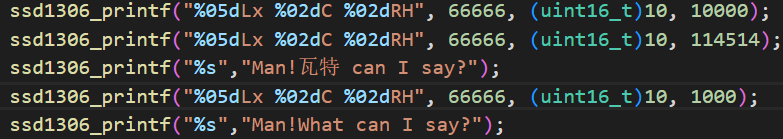 ssd1306_printf("%05dLx %02dC %02dRH", 66666, (uint16_t)10, 10000);
ssd1306_printf("%05dLx %02dC %02dRH", 66666, (uint16_t)10, 114514);
ssd1306_printf("%s","Man!瓦特 can I say?");
ssd1306_printf("%05dLx %02dC %02dRH", 66666, (uint16_t)10, 1000);
ssd1306_printf("%s","Man!What can I say?");